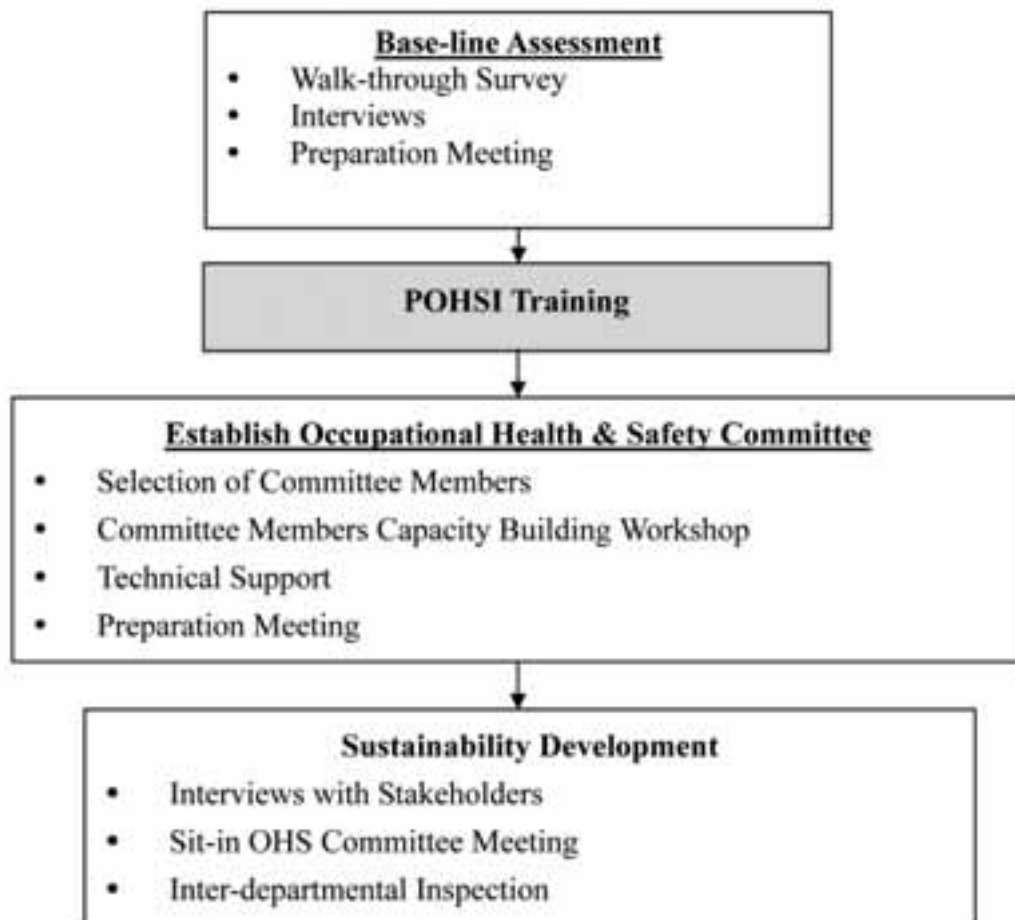 Base-line Assessment
• Walk-through Survey
• Interviews
• Preparation Meeting
POHSI Training
Establish Occupational Health & Safety Committee
• Selection of Committee Members
• Committee Members Capacity Building Workshop
• Technical Support
• Preparation Meeting
Sustainability Development
• Interviews with Stakeholders
• Sit-in OHS Committee Meeting
• Inter-departmental Inspection